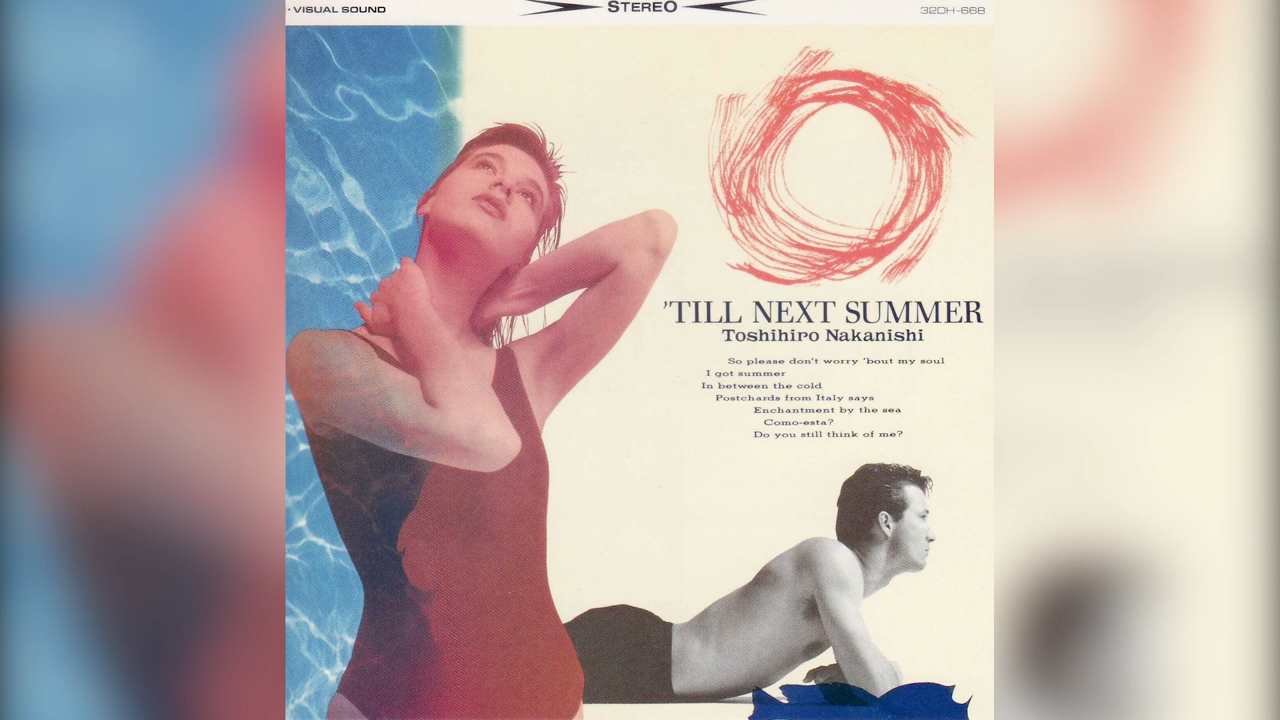 · VISUAL SOUND
STEREO
32DH-668
'TILL NEXT SUMMER
Toshihiro Nakanishi
So please don't worry 'bout my soul
I got summer
In between the cold
Postchards from Italy says
Enchantment by the sea
Como-esta?
Do you still think of me?